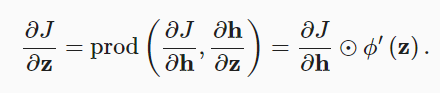 ∂J/∂𝐳 = prod(∂J/∂𝐡, ∂𝐡/∂𝐳) = ∂J/∂𝐡 ⊙ ϕ′(𝐳).